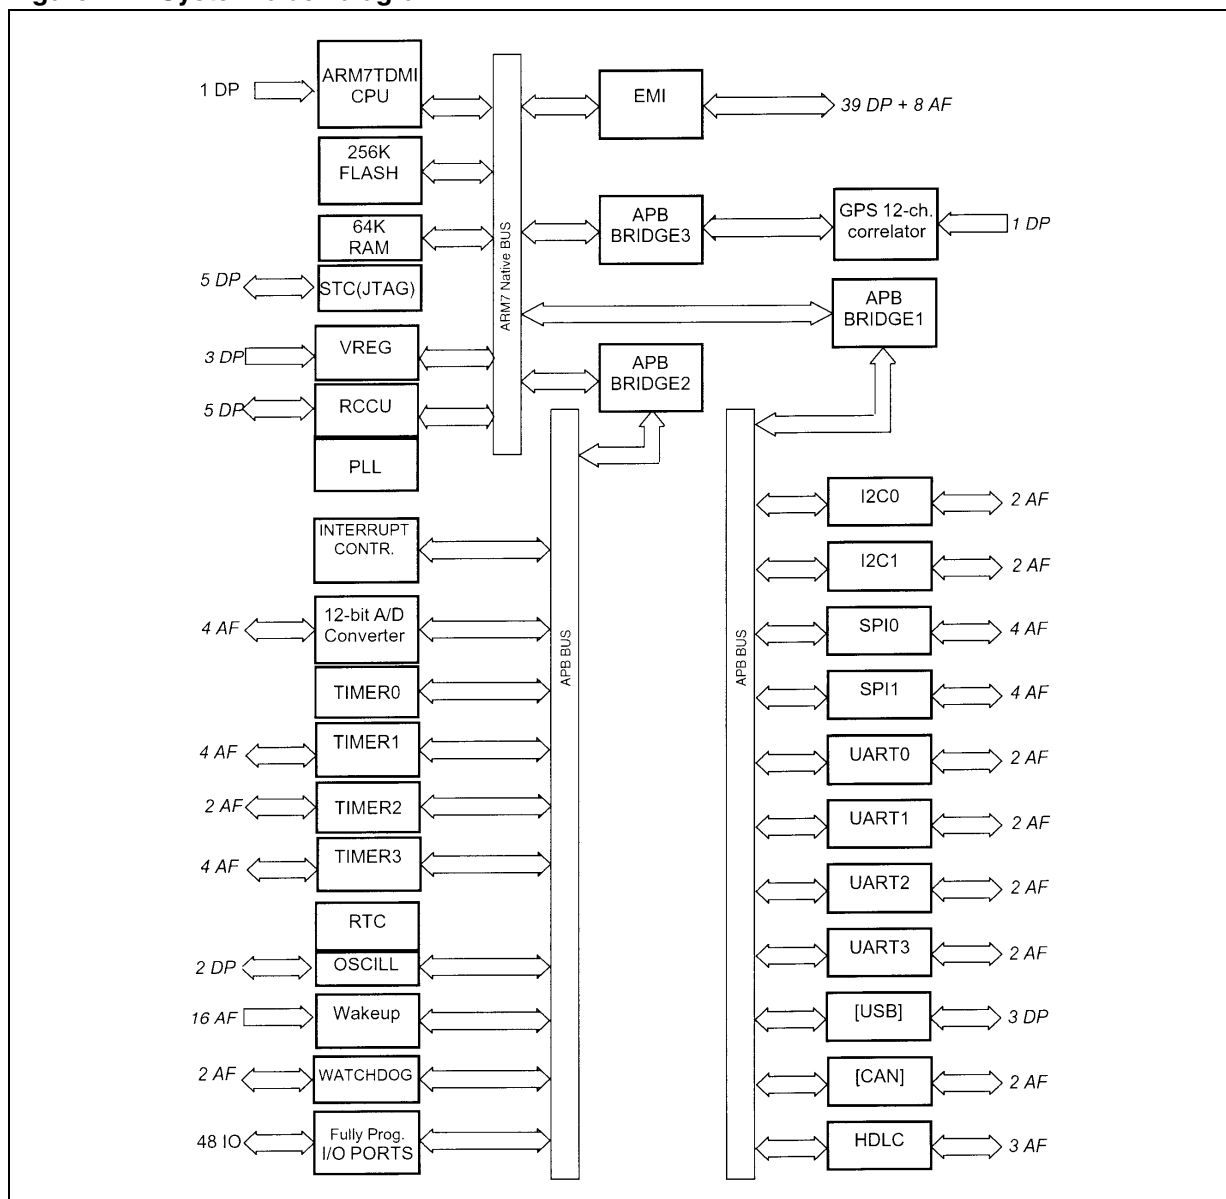 1 DP
ARM7TDMI
CPU
EMI
39 DP + 8 AF
256K
FLASH
64K
RAM
APB
BRIDGE3
GPS 12-ch.
correlator
1 DP
ARM7 Native BUS
5 DP
STC(JTAG)
APB
BRIDGE1
3 DP
VREG
APB
BRIDGE2
5 DP
RCCU
PLL
INTERRUPT
CONTR.
4 AF
12-bit A/D
Converter
TIMER0
4 AF
TIMER1
2 AF
TIMER2
4 AF
TIMER3
RTC
2 DP
OSCILL
16 AF
Wakeup
2 AF
WATCHDOG
48 IO
Fully Prog.
I/O PORTS
APB BUS
APB BUS
I2C0
2 AF
I2C1
2 AF
SPI0
4 AF
SPI1
4 AF
UART0
2 AF
UART1
2 AF
UART2
2 AF
UART3
2 AF
[USB]
3 DP
[CAN]
2 AF
HDLC
3 AF